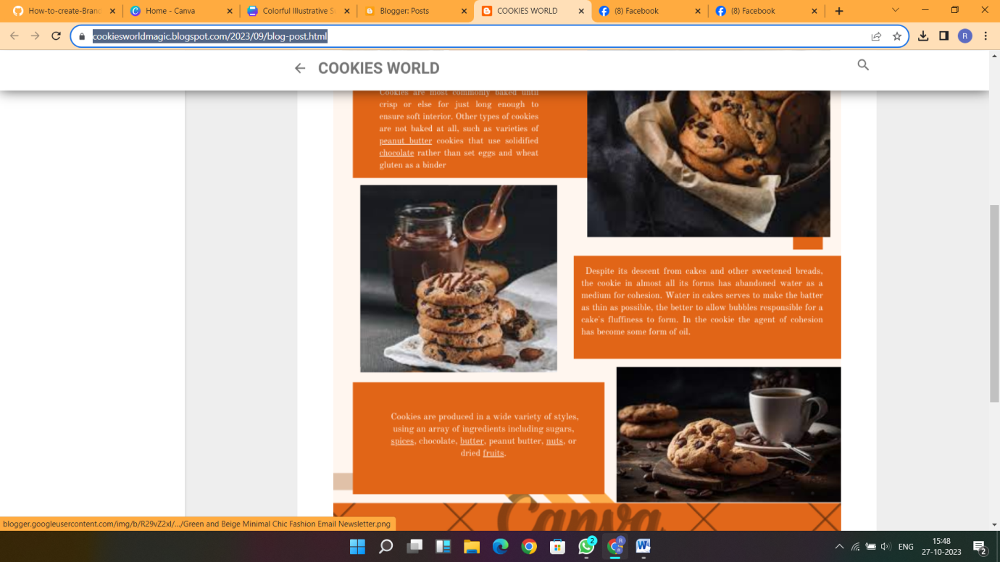 How-to-create-Bran
Home - Canva
Colorful Illustrative S
Blogger: Posts
COOKIES WORLD
(8) Facebook
(8) Facebook
cookiesworldmagic.blogspot.com/2023/09/blog-post.html
R
COOKIES WORLD
Cookies are most commonly baked until
crisp or else for just long enough to
ensure soft interior. Other types of cookies
are not baked at all, such as varieties of
peanut butter cookies that use solidified
chocolate rather than set eggs and wheat
gluten as a binder
Despite its descent from cakes and other sweetened breads,
the cookie in almost all its forms has abandoned water as a
medium for cohesion. Water in cakes serves to make the batter
as thin as possible, the better to allow bubbles responsible for a
cake's fluffiness to form. In the cookie the agent of cohesion
has become some form of oil.
Cookies are produced in a wide variety of styles,
using an array of ingredients including sugars,
spices, chocolate, butter, peanut butter, nuts, or
dried fruits.
Canva
blogger.googleusercontent.com/img/b/R29vZ2xl/.../Green and Beige Minimal Chic Fashion Email Newsletter.png
2
R
R
W
ENG
15:48
27-10-2023
2